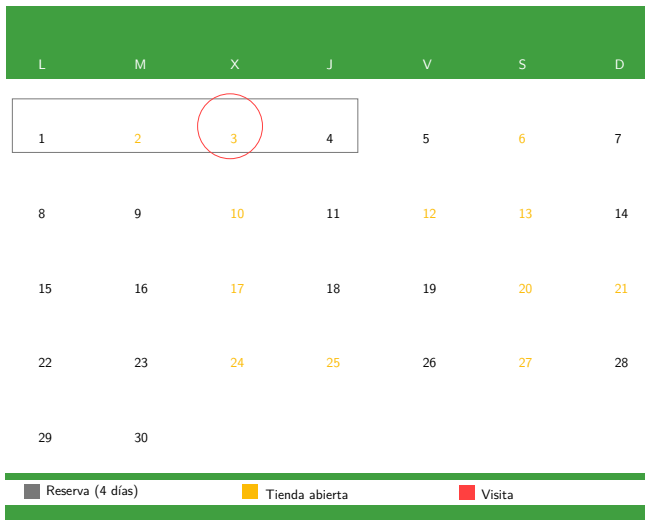 L M X J V S D
1 2 3 4 5 6 7
8 9 10 11 12 13 14
15 16 17 18 19 20 21
22 23 24 25 26 27 28
29 30
Reserva (4 días) Tienda abierta Visita